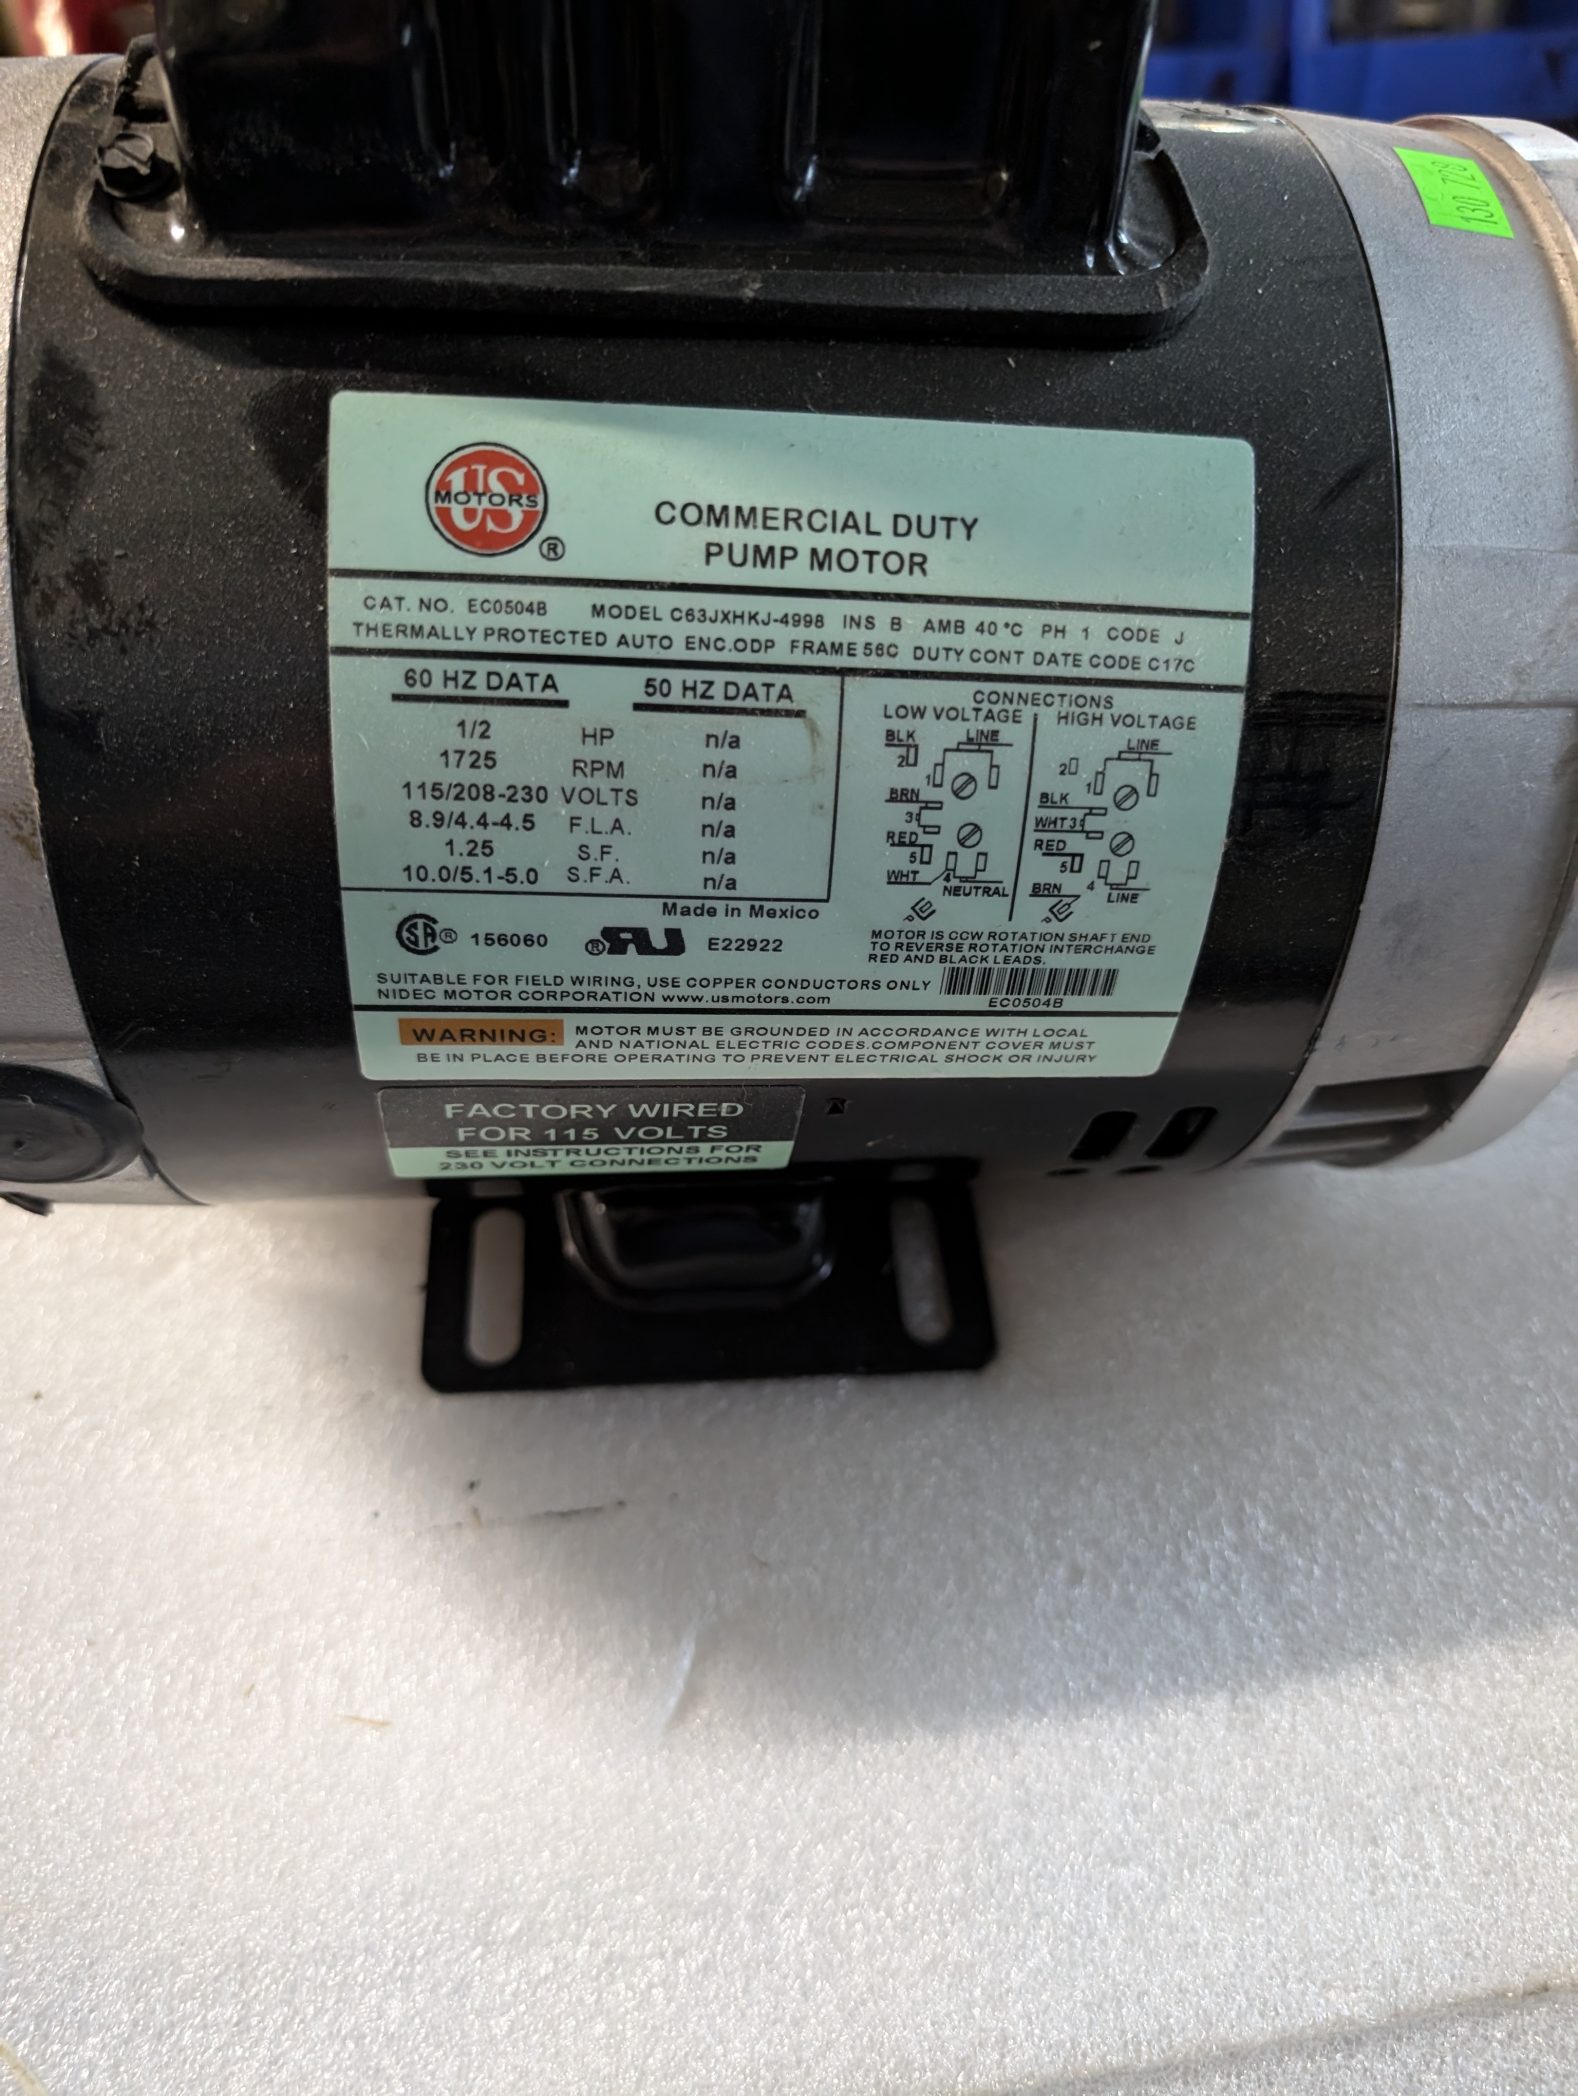 130 728
US
MOTORS
®
COMMERCIAL DUTY
PUMP MOTOR
CAT. NO. EC0504B MODEL C63JXHKJ-4998 INS B AMB 40°C PH 1 CODE J
THERMALLY PROTECTED AUTO ENC.ODP FRAME 56C DUTY CONT DATE CODE C17C
60 HZ DATA 50 HZ DATA
1/2 HP n/a
1725 RPM n/a
115/208-230 VOLTS n/a
8.9/4.4-4.5 F.L.A. n/a
1.25 S.F. n/a
10.0/5.1-5.0 S.F.A. n/a
CONNECTIONS
LOW VOLTAGE HIGH VOLTAGE
BLK LINE
2
1
BRN
3
RED
5
WHT 4
NEUTRAL
LINE
2
1
BLK
WHT 3
RED
5
BRN 4
LINE
MOTOR IS CCW ROTATION SHAFT END
TO REVERSE ROTATION INTERCHANGE
RED AND BLACK LEADS.
Made in Mexico
SA ® 156060 ® RU E22922
SUITABLE FOR FIELD WIRING, USE COPPER CONDUCTORS ONLY
NIDEC MOTOR CORPORATION www.usmotors.com
EC0504B
WARNING: MOTOR MUST BE GROUNDED IN ACCORDANCE WITH LOCAL
AND NATIONAL ELECTRIC CODES.COMPONENT COVER MUST
BE IN PLACE BEFORE OPERATING TO PREVENT ELECTRICAL SHOCK OR INJURY
FACTORY WIRED
FOR 115 VOLTS
SEE INSTRUCTIONS FOR
230 VOLT CONNECTIONS